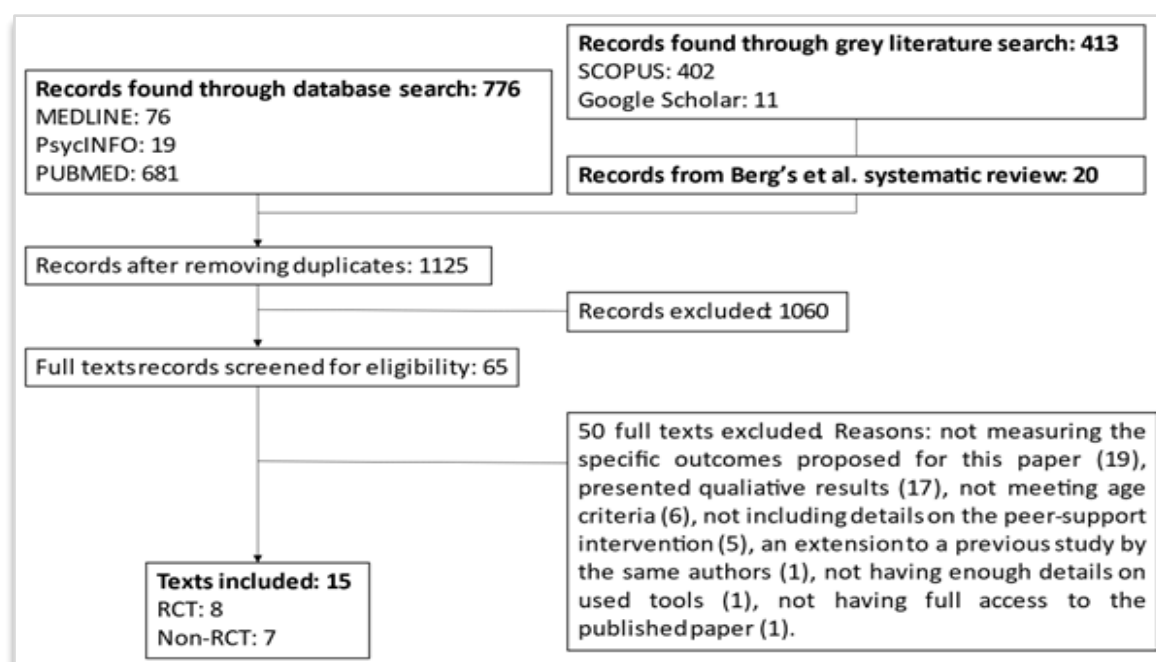 Records found through database search: 776
MEDLINE: 76
PsycINFO: 19
PUBMED: 681
Records found through grey literature search: 413
SCOPUS: 402
Google Scholar: 11
Records from Berg's et al. systematic review: 20
Records after removing duplicates: 1125
Records excluded: 1060
Full texts records screened for eligibility: 65
50 full texts excluded. Reasons: not measuring the
specific outcomes proposed for this paper (19),
presented qualiative results (17), not meeting age
criteria (6), not including details on the peer-support
intervention (5), an extension to a previous study by
the same authors (1), not having enough details on
used tools (1), not having full access to the
published paper (1).
Texts included: 15
RCT: 8
Non-RCT: 7